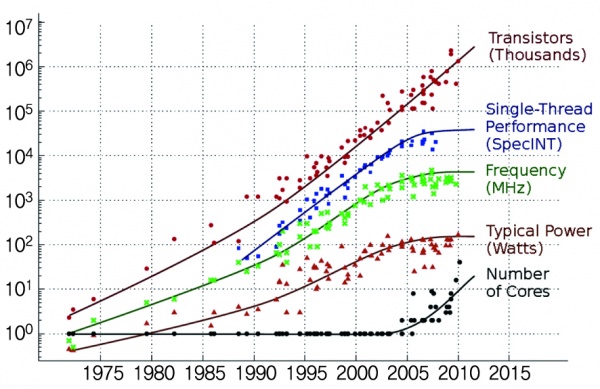 10⁷
10⁶
10⁵
10⁴
10³
10²
10¹
10⁰
Transistors
(Thousands)
Single-Thread
Performance
(SpecINT)
Frequency
(MHz)
Typical Power
(Watts)
Number
of Cores
1975 1980 1985 1990 1995 2000 2005 2010 2015